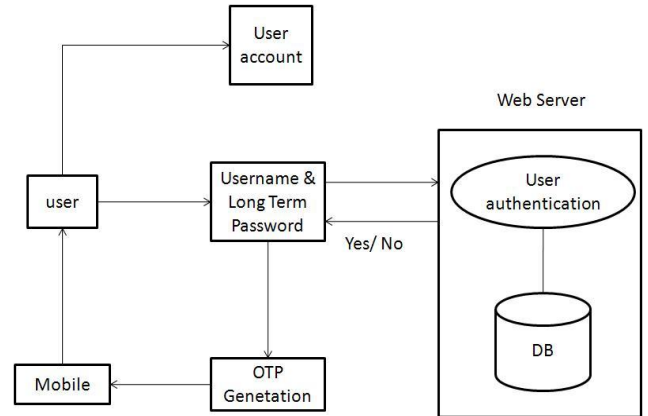 User
account
Web Server
user
Username &
Long Term
Password
User
authentication
Yes/ No
DB
Mobile
OTP
Genetation